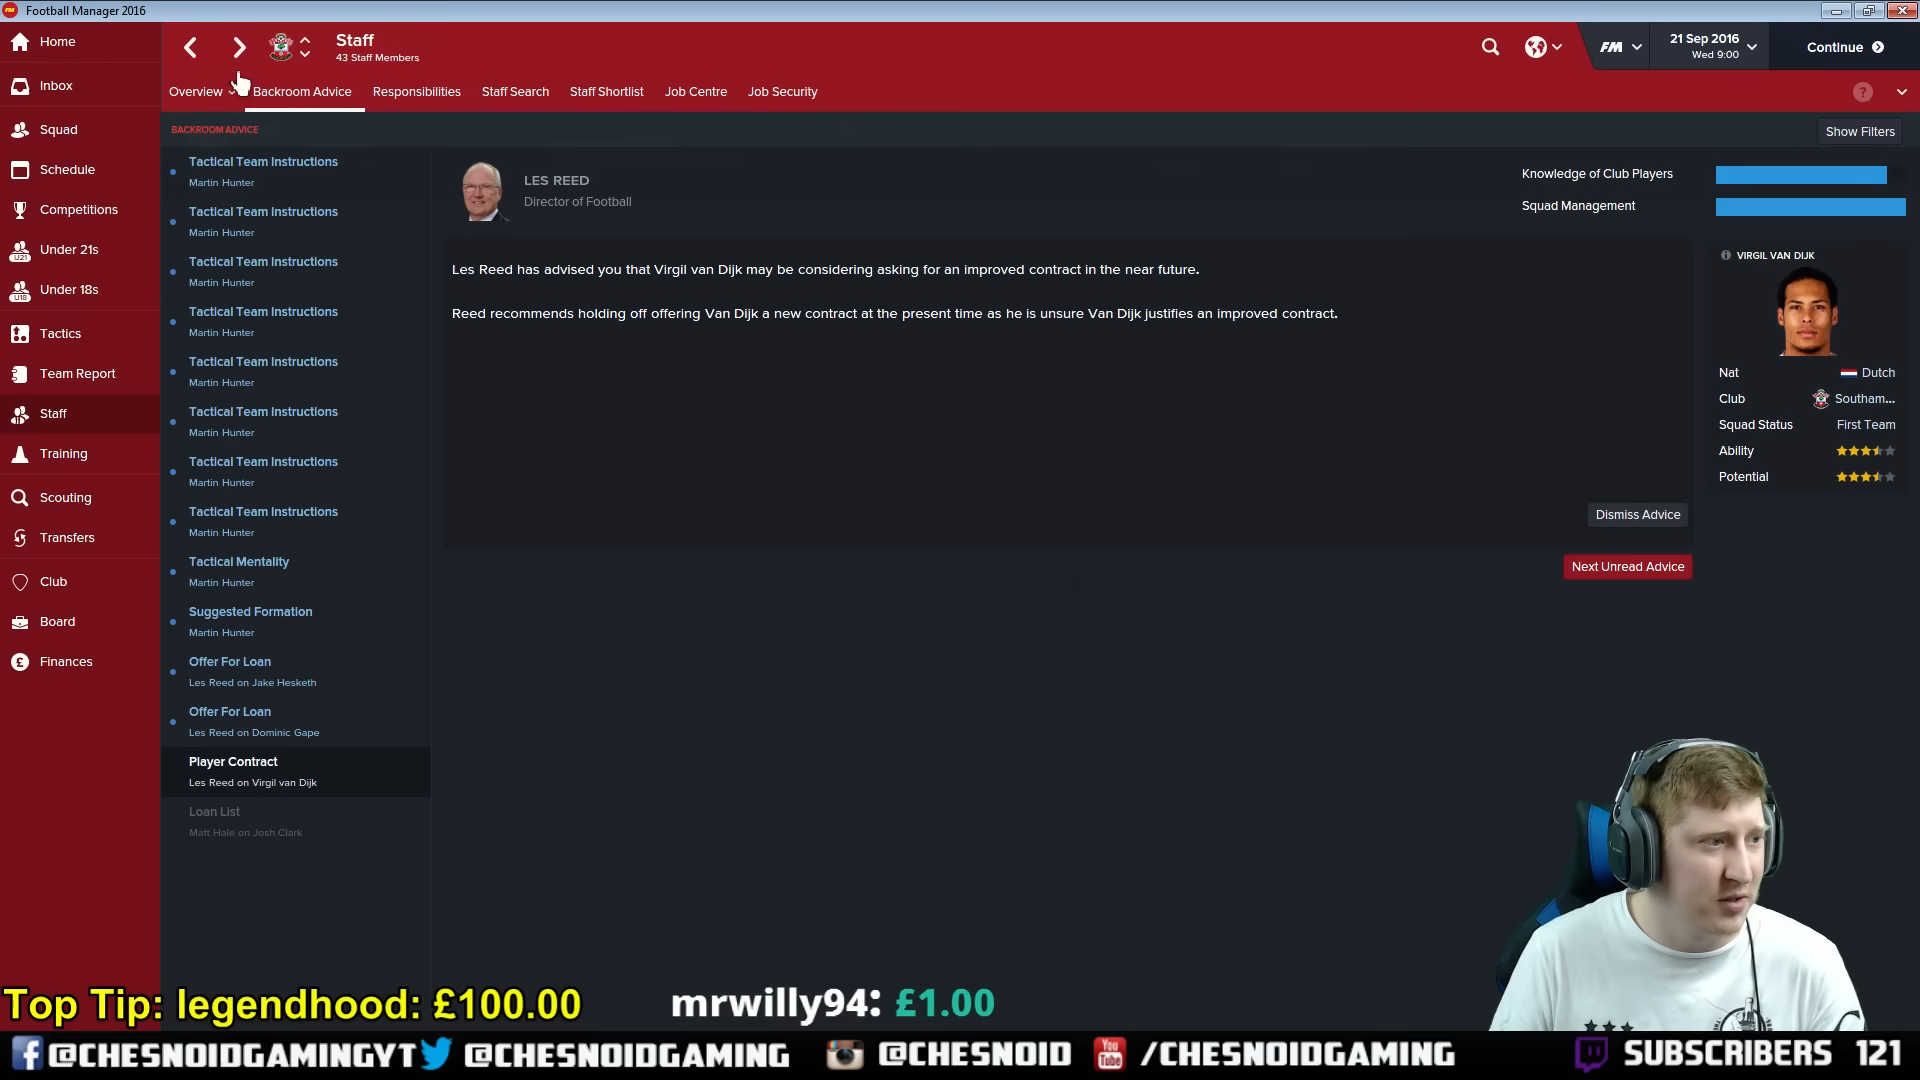 Football Manager 2016
Home
Inbox
Squad
Schedule
Competitions
Under 21s
Under 18s
Tactics
Team Report
Staff
Training
Scouting
Transfers
Club
Board
Finances
Staff
43 Staff Members
FM
21 Sep 2016
Wed 9:00
Continue
Overview
Backroom Advice
Responsibilities
Staff Search
Staff Shortlist
Job Centre
Job Security
?
BACKROOM ADVICE
Show Filters
Tactical Team Instructions
Martin Hunter
Tactical Team Instructions
Martin Hunter
Tactical Team Instructions
Martin Hunter
Tactical Team Instructions
Martin Hunter
Tactical Team Instructions
Martin Hunter
Tactical Team Instructions
Martin Hunter
Tactical Team Instructions
Martin Hunter
Tactical Team Instructions
Martin Hunter
Tactical Mentality
Martin Hunter
Suggested Formation
Martin Hunter
Offer For Loan
Les Reed on Jake Hesketh
Offer For Loan
Les Reed on Dominic Gape
Player Contract
Les Reed on Virgil van Dijk
Loan List
Matt Hale on Josh Clark
LES REED
Director of Football
Knowledge of Club Players
Squad Management
Les Reed has advised you that Virgil van Dijk may be considering asking for an improved contract in the near future.
Reed recommends holding off offering Van Dijk a new contract at the present time as he is unsure Van Dijk justifies an improved contract.
Dismiss Advice
Next Unread Advice
VIRGIL VAN DIJK
Nat Dutch
Club Southam...
Squad Status First Team
Ability
Potential
Top Tip: legendhood: £100.00
mrwilly94: £1.00
@CHESNOIDGAMINGYT
@CHESNOIDGAMING
@CHESNOID
You Tube
/CHESNOIDGAMING
SUBSCRIBERS 121